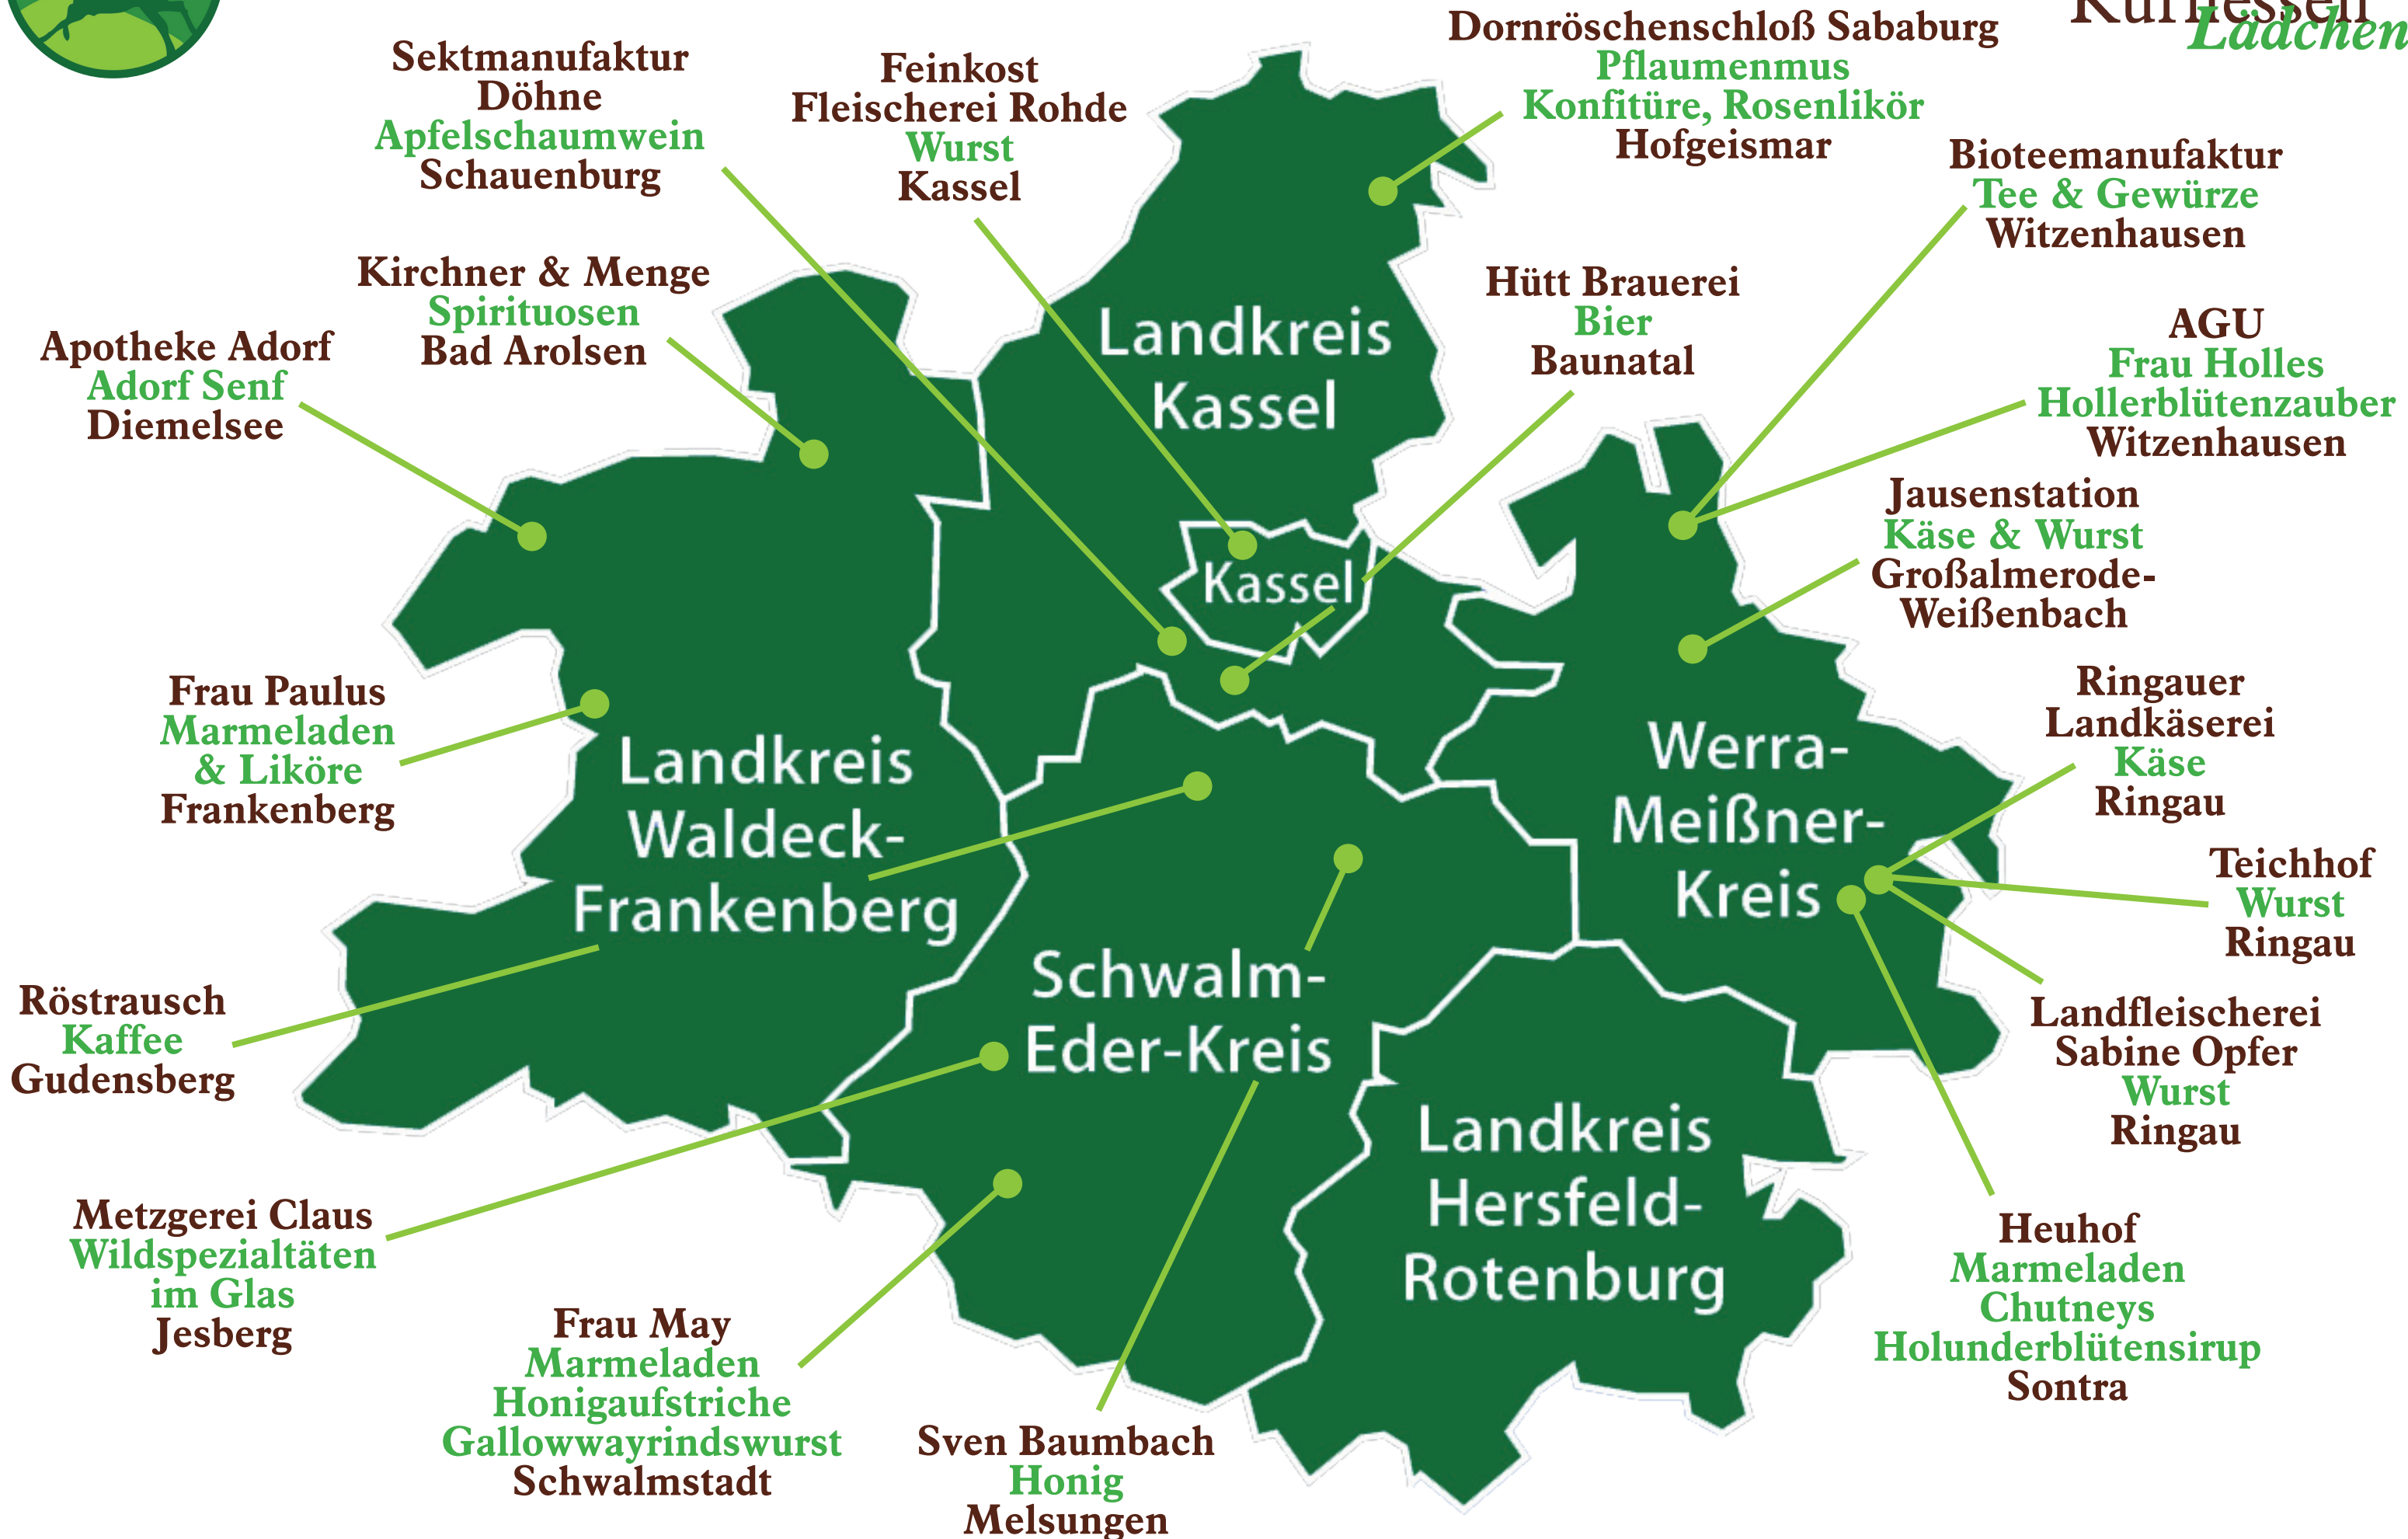 Kurhessen
Lädchen
Sektmanufaktur
Döhne
Apfelschaumwein
Schauenburg
Feinkost
Fleischerei Rohde
Wurst
Kassel
Dornröschenschloß Sababurg
Pflaumenmus
Konfitüre, Rosenlikör
Hofgeismar
Bioteemanufaktur
Tee & Gewürze
Witzenhausen
Kirchner & Menge
Spirituosen
Bad Arolsen
Hütt Brauerei
Bier
Baunatal
Apotheke Adorf
Adorf Senf
Diemelsee
AGU
Frau Holles
Hollerblütenzauber
Witzenhausen
Landkreis
Kassel
Jausenstation
Käse & Wurst
Großalmerode-
Weißenbach
Kassel
Frau Paulus
Marmeladen
& Liköre
Frankenberg
Landkreis
Waldeck-
Frankenberg
Werra-
Meißner-
Kreis
Ringauer
Landkäserei
Käse
Ringau
Teichhof
Wurst
Ringau
Röstrausch
Kaffee
Gudensberg
Schwalm-
Eder-Kreis
Landfleischerei
Sabine Opfer
Wurst
Ringau
Landkreis
Hersfeld-
Rotenburg
Metzgerei Claus
Wildspezialtäten
im Glas
Jesberg
Heuhof
Marmeladen
Chutneys
Holunderblütensirup
Sontra
Frau May
Marmeladen
Honigaufstriche
Gallowwayrindswurst
Schwalmstadt
Sven Baumbach
Honig
Melsungen